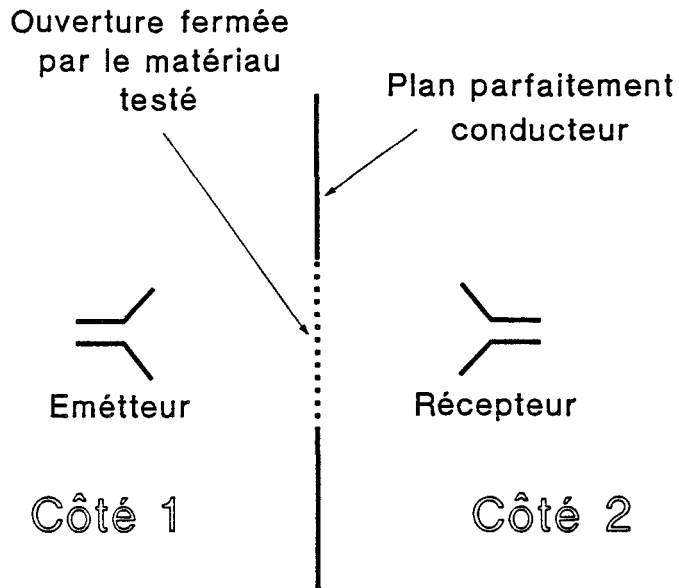 Ouverture fermée
par le matériau
testé
Plan parfaitement
conducteur
Emétteur
Récepteur
Côté 1
Côté 2